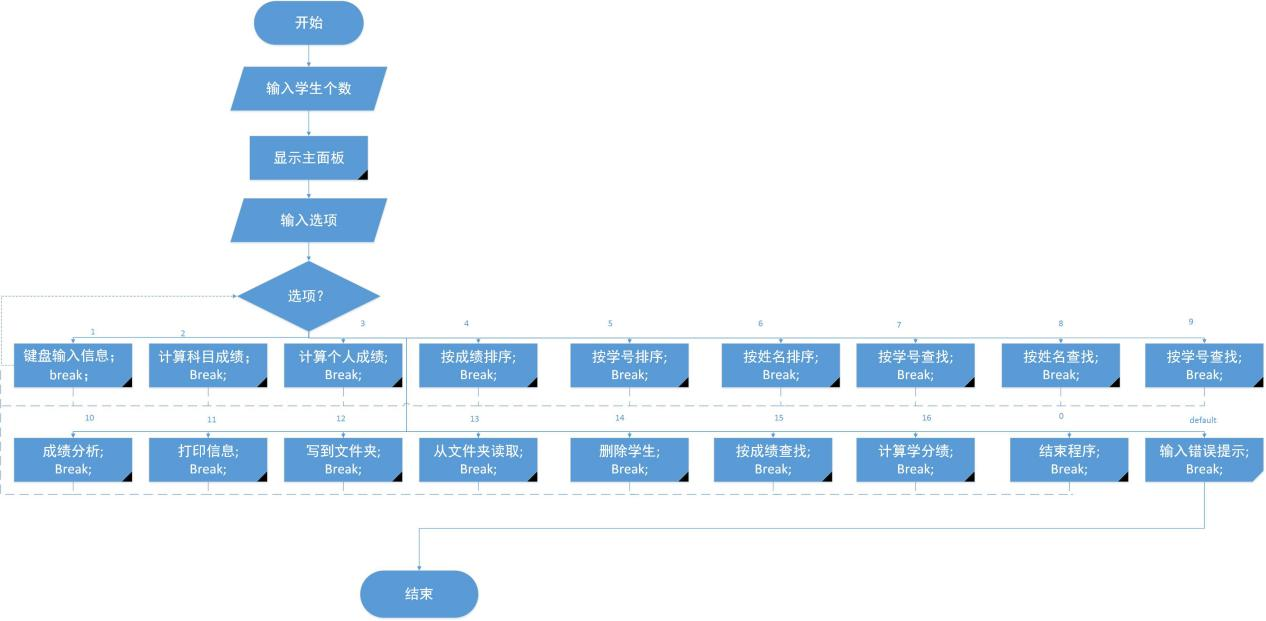 开始
输入学生个数
显示主面板
输入选项
选项?
1
2
3
4
5
6
7
8
9
键盘输入信息;
break;
计算科目成绩;
Break;
计算个人成绩;
Break;
按成绩排序;
Break;
按学号排序;
Break;
按姓名排序;
Break;
按学号查找;
Break;
按姓名查找;
Break;
按学号查找;
Break;
10
11
12
13
14
15
16
0
default
成绩分析;
Break;
打印信息;
Break;
写到文件夹;
Break;
从文件夹读取;
Break;
删除学生;
Break;
按成绩查找;
Break;
计算学分绩;
Break;
结束程序;
Break;
输入错误提示;
Break;
结束